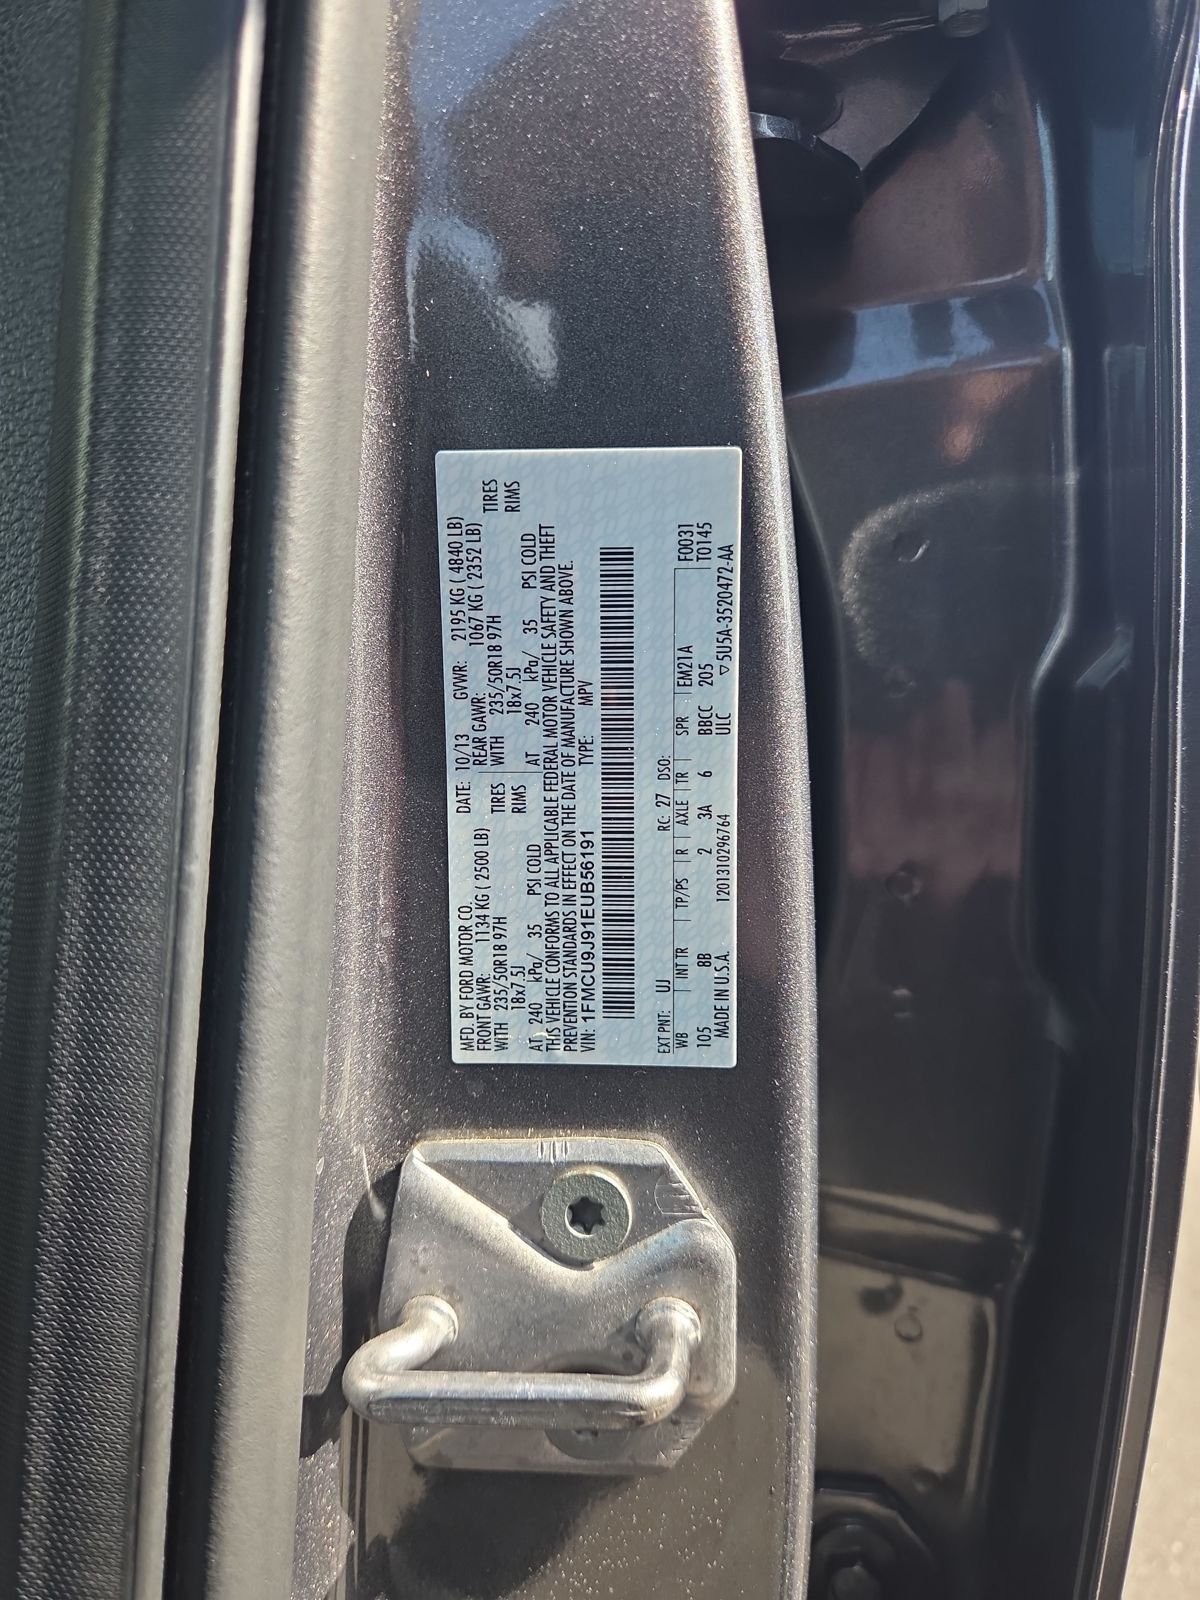 MFD. BY FORD MOTOR CO. DATE: 10/13 GVWR: 2195 KG ( 4840 LB)
FRONT GAWR: 1134 KG ( 2500 LB) REAR GAWR: 1067 KG ( 2352 LB)
WITH 235/50R18 97H TIRES WITH 235/50R18 97H TIRES
18x7.5J RIMS 18x7.5J RIMS
AT 240 kPa/ 35 PSI COLD AT 240 kPa/ 35 PSI COLD
THIS VEHICLE CONFORMS TO ALL APPLICABLE FEDERAL MOTOR VEHICLE SAFETY AND THEFT
PREVENTION STANDARDS IN EFFECT ON THE DATE OF MANUFACTURE SHOWN ABOVE.
VIN: 1FMCU9J91EUB56191 TYPE: MPV
EXT PNT: UJ RC: 27 DSO: F0031
WB INT TR TP/PS R AXLE TR SPR EM21A T0145
105 8B 2 3A 6 BBCC 205
MADE IN U.S.A. 1201310296764 ULC ▽5U5A-3520472-AA